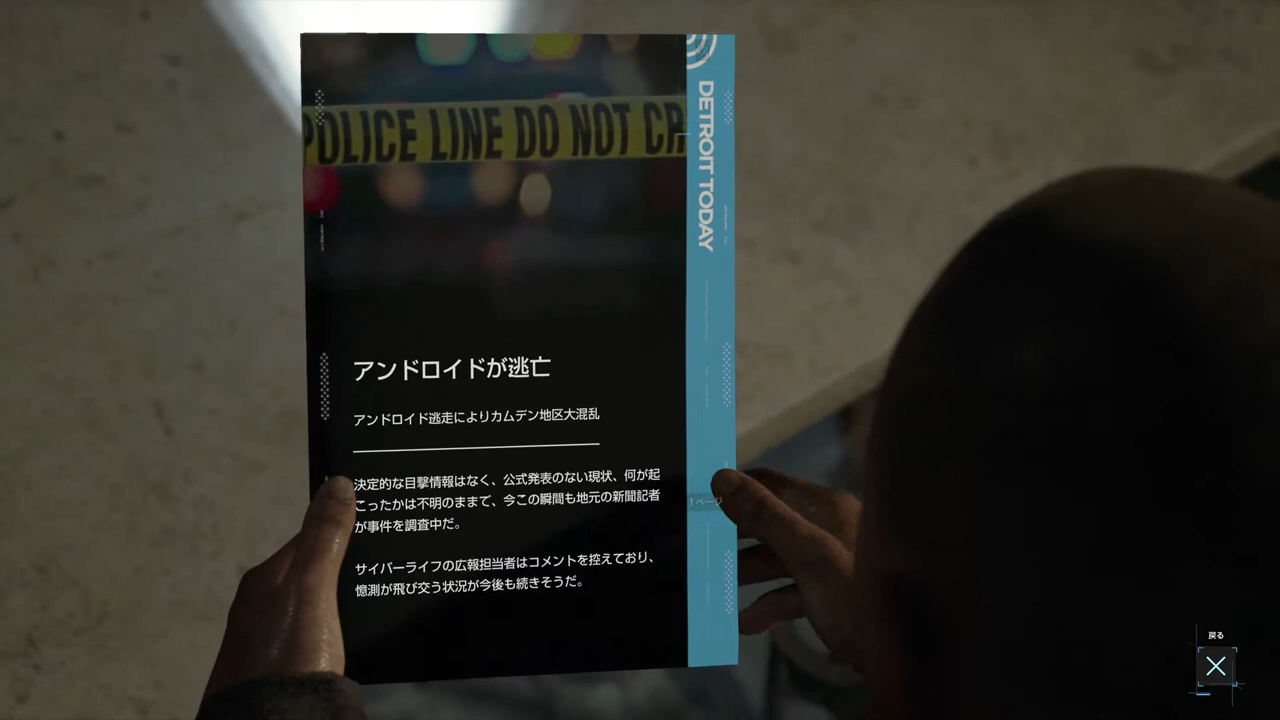 POLICE LINE DO NOT CR
DETROIT TODAY
アンドロイドが逃亡
アンドロイド逃走によりカムデン地区大混乱
決定的な目撃情報はなく、公式発表のない現状、何が起
こったかは不明のままで、今この瞬間も地元の新聞記者
が事件を調査中だ。
サイバーライフの広報担当者はコメントを控えており、
憶測が飛び交う状況が今後も続きそうだ。
1ページ
戻る